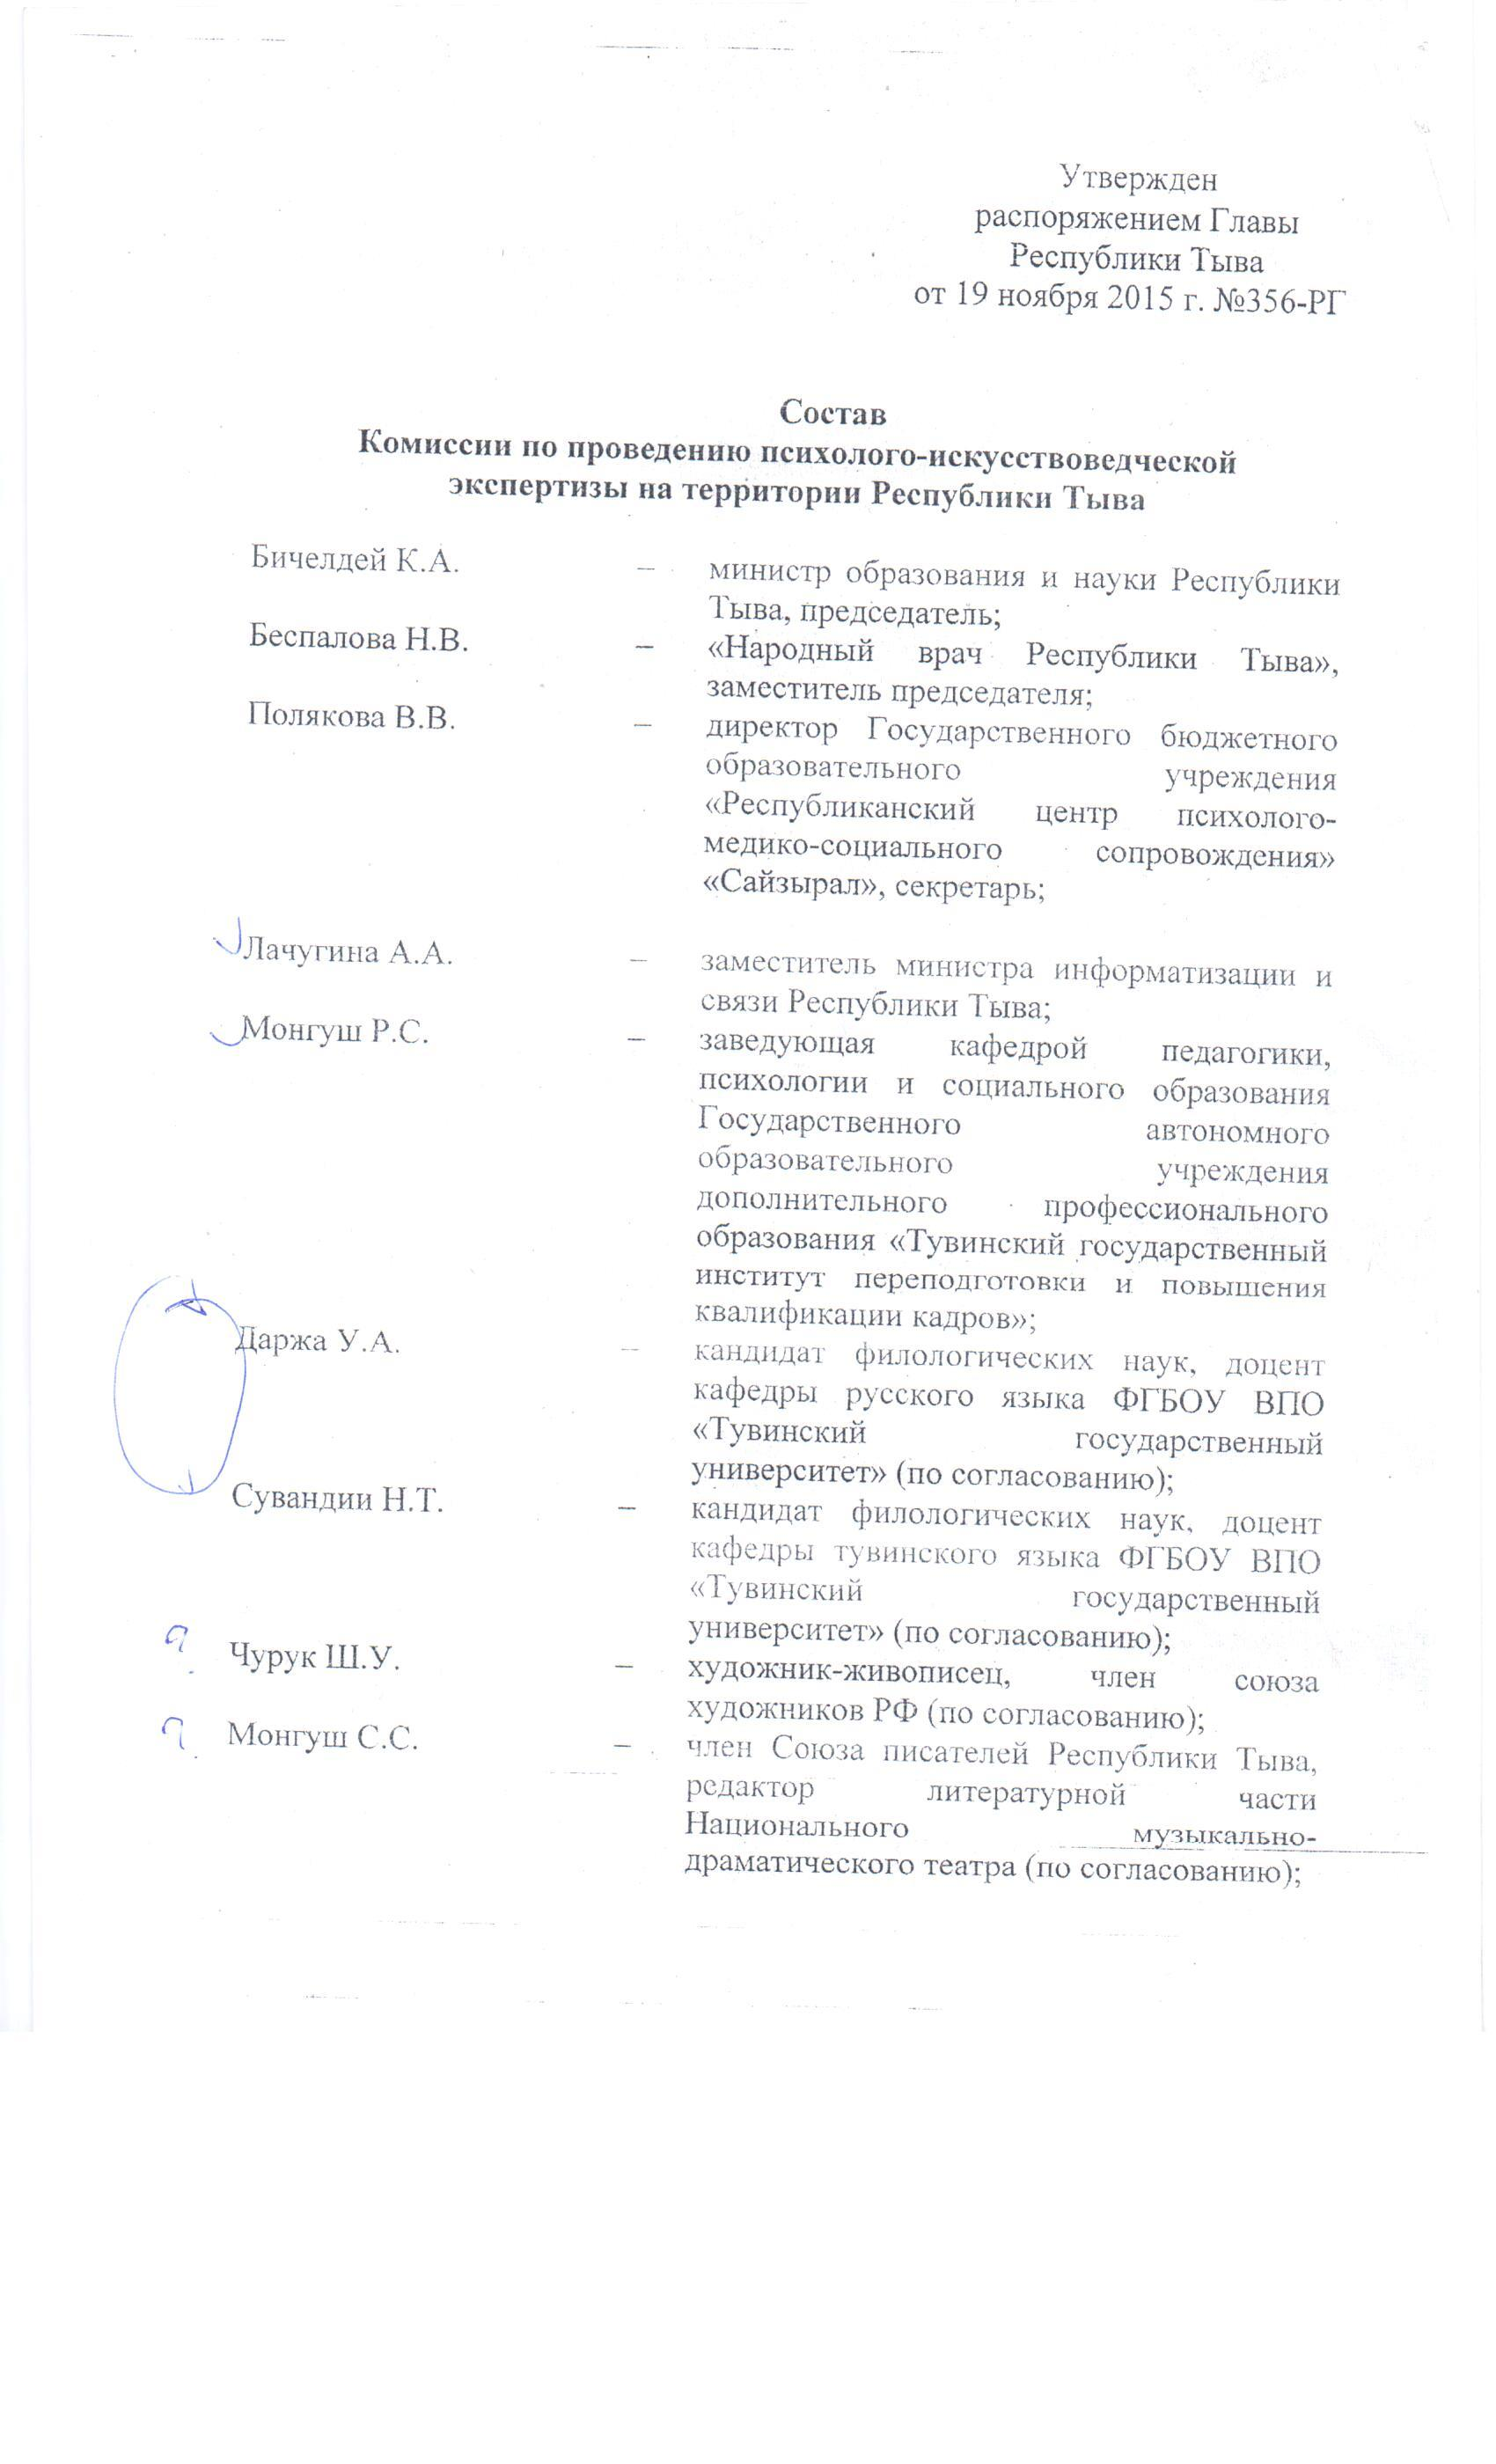 Утвержден
распоряжением Главы
Республики Тыва
от 19 ноября 2015 г. №356-РГ
Состав
Комиссии по проведению психолого-искусствоведческой
экспертизы на территории Республики Тыва
Бичелдей К.А. – министр образования и науки Республики
Тыва, председатель;
Беспалова Н.В. – «Народный врач Республики Тыва»,
заместитель председателя;
Полякова В.В. – директор Государственного бюджетного
образовательного учреждения
«Республиканский центр психолого-
медико-социального сопровождения»
«Сайзырал», секретарь;
Лачугина А.А. – заместитель министра информатизации и
связи Республики Тыва;
Монгуш Р.С. – заведующая кафедрой педагогики,
психологии и социального образования
Государственного автономного
образовательного учреждения
дополнительного профессионального
образования «Тувинский государственный
институт переподготовки и повышения
квалификации кадров»;
Даржа У.А. – кандидат филологических наук, доцент
кафедры русского языка ФГБОУ ВПО
«Тувинский государственный
университет» (по согласованию);
Сувандии Н.Т. – кандидат филологических наук, доцент
кафедры тувинского языка ФГБОУ ВПО
«Тувинский государственный
университет» (по согласованию);
Чурук Ш.У. – художник-живописец, член союза
художников РФ (по согласованию);
Монгуш С.С. – член Союза писателей Республики Тыва,
редактор литературной части
Национального музыкально-
драматического театра (по согласованию);